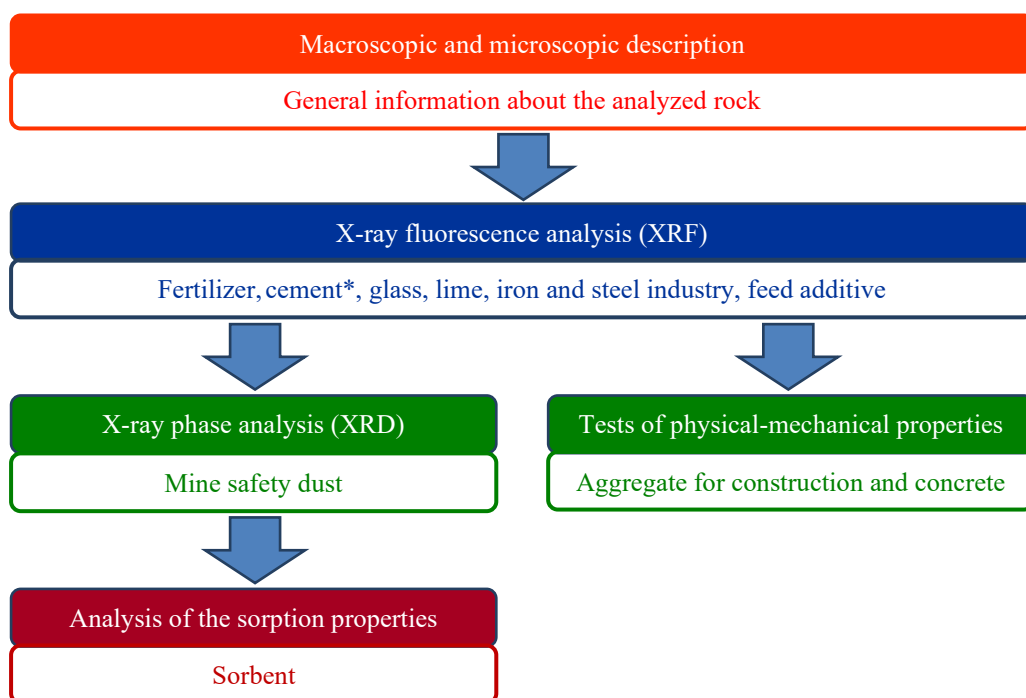 Macroscopic and microscopic description
General information about the analyzed rock
X-ray fluorescence analysis (XRF)
Fertilizer, cement*, glass, lime, iron and steel industry, feed additive
X-ray phase analysis (XRD)
Mine safety dust
Tests of physical-mechanical properties
Aggregate for construction and concrete
Analysis of the sorption properties
Sorbent